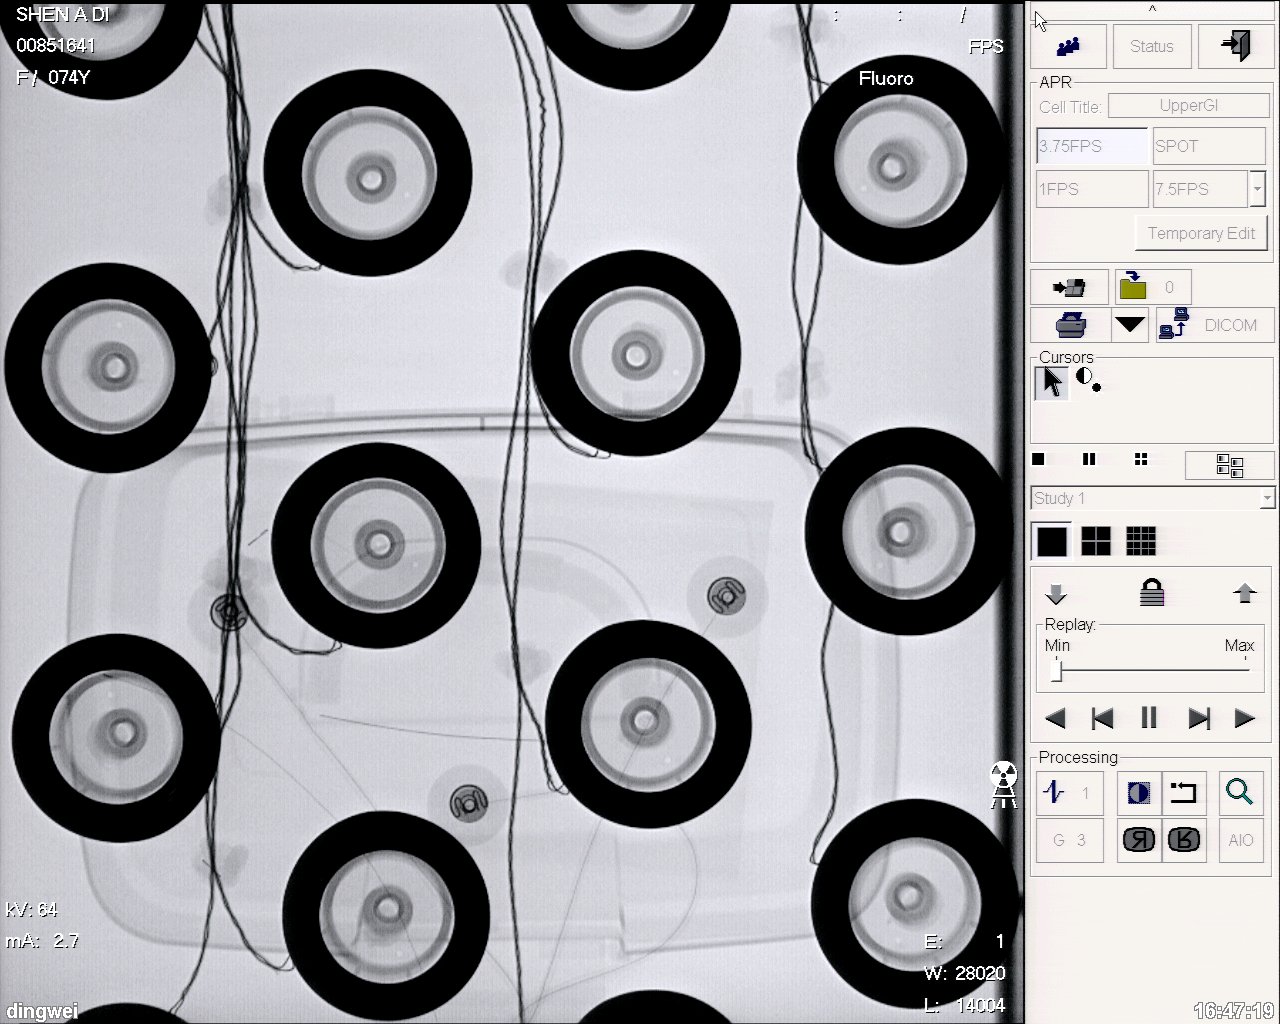 SHEN A DI
00851641
F / 074Y
: : /
FPS
Fluoro
kV: 64
mA: 2.7
dingwei
E: 1
W: 28020
L: 14004
16:47:19
Status
APR
Cell Title: UpperGI
3.75FPS SPOT
1FPS 7.5FPS
Temporary Edit
0
DICOM
Cursors
Study 1
Replay:
Min Max
Processing
1
G 3 R R AIO